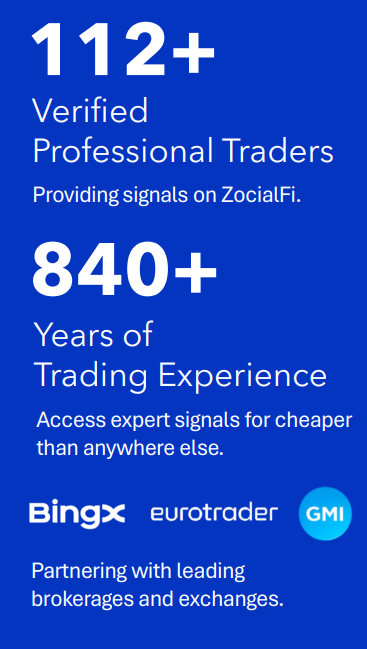 112+
Verified
Professional Traders
Providing signals on ZocialFi.
840+
Years of
Trading Experience
Access expert signals for cheaper
than anywhere else.
Bingx eurotrader GMI
Partnering with leading
brokerages and exchanges.